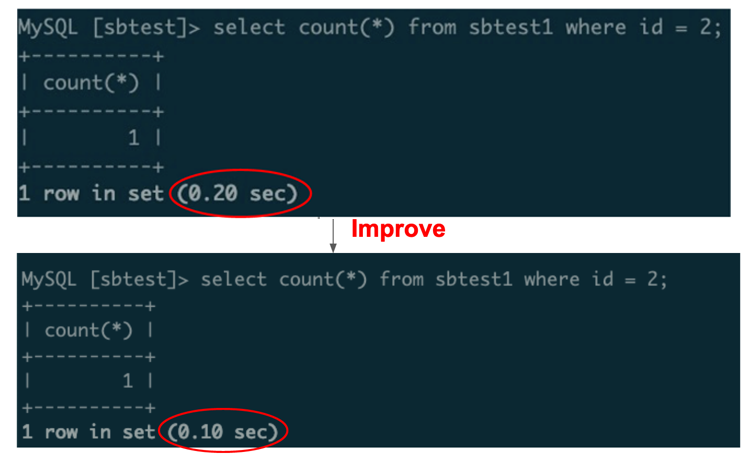 MySQL [sbtest]> select count(*) from sbtest1 where id = 2;
+----------+
| count(*) |
+----------+
|        1 |
+----------+
1 row in set (0.20 sec)
Improve
MySQL [sbtest]> select count(*) from sbtest1 where id = 2;
+----------+
| count(*) |
+----------+
|        1 |
+----------+
1 row in set (0.10 sec)